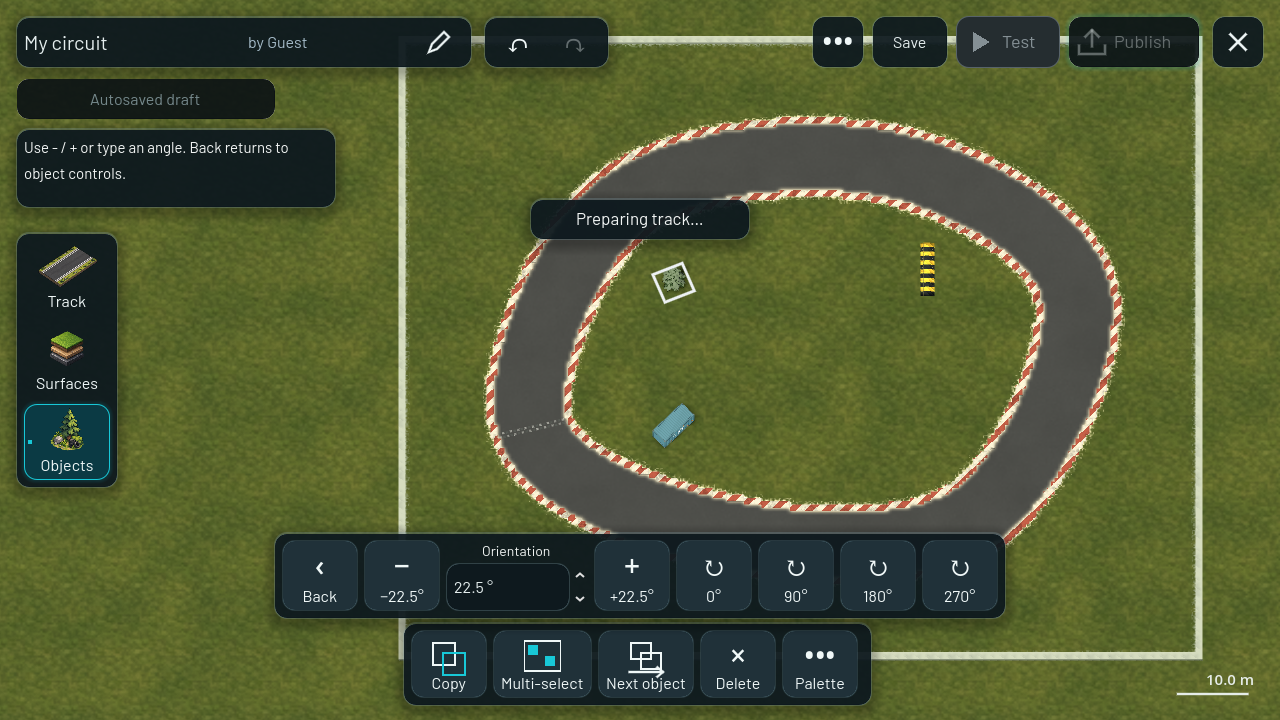 My circuit
by Guest
Save
Test
Publish
Autosaved draft
Use - / + or type an angle. Back returns to
object controls.
Preparing track...
Track
Surfaces
Objects
Orientation
Back
−22.5°
22.5 °
+22.5°
0°
90°
180°
270°
Copy
Multi-select
Next object
Delete
Palette
10.0 m